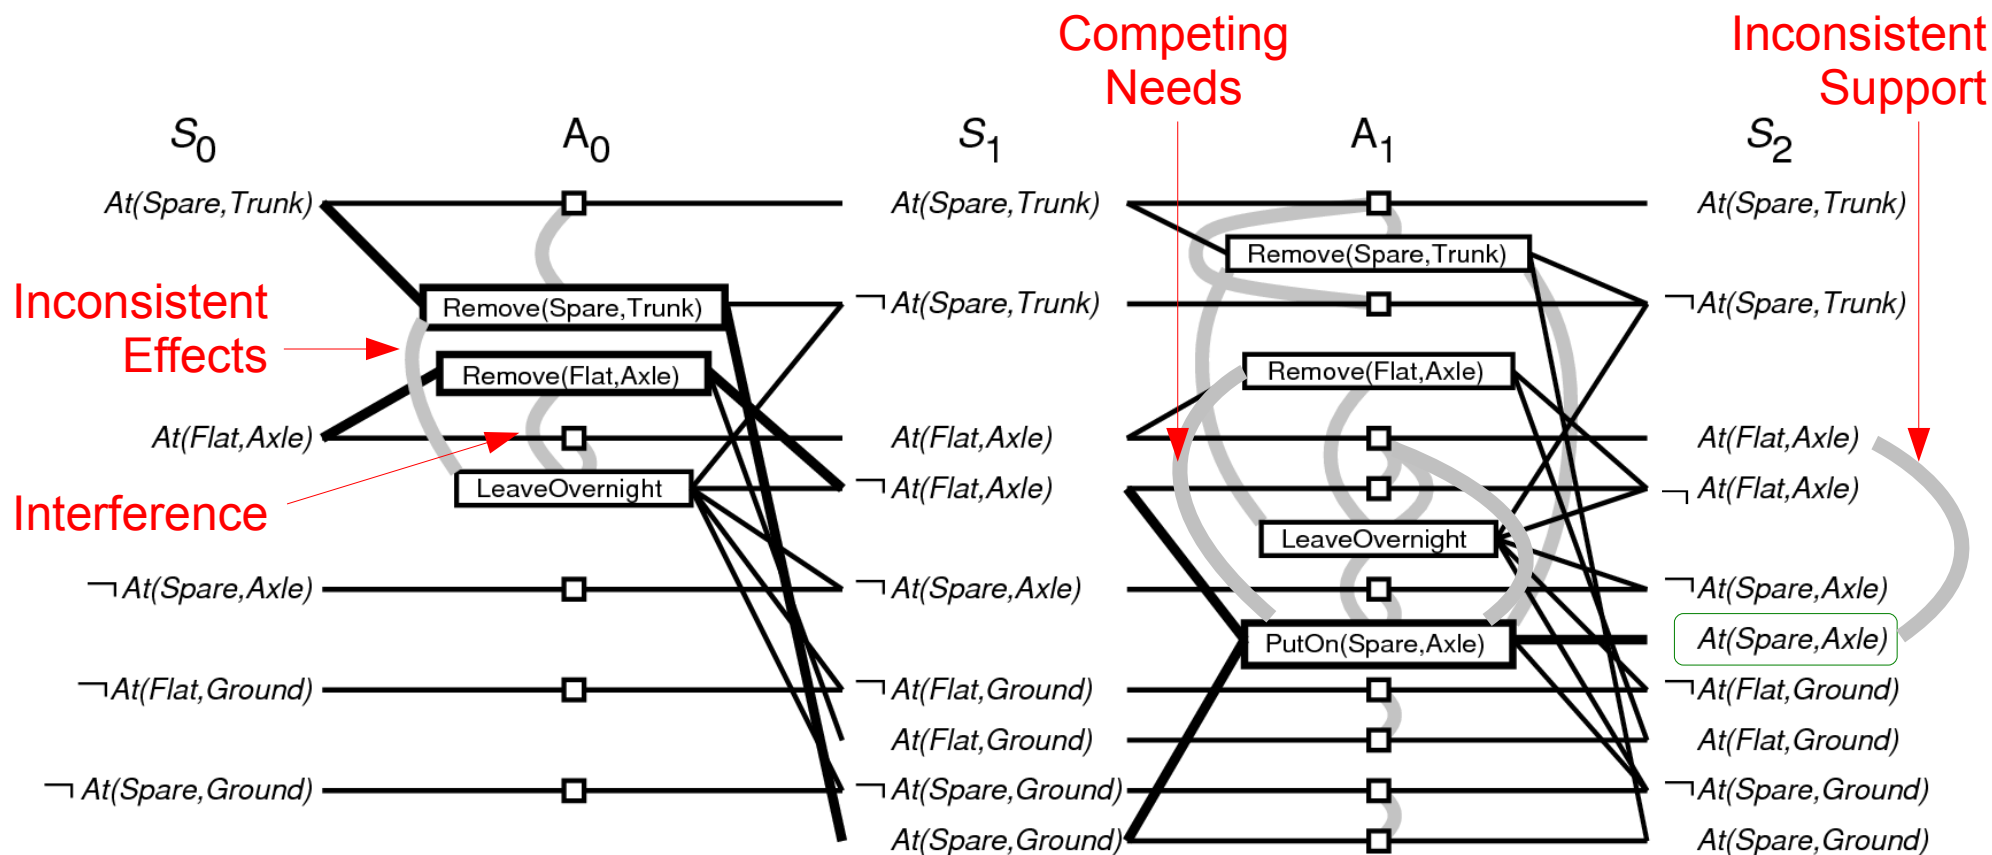 Competing
Needs
Inconsistent
Support
S0 A0 S1 A1 S2
At(Spare,Trunk) At(Spare,Trunk) At(Spare,Trunk)
Remove(Spare,Trunk)
Inconsistent
Effects
Remove(Spare,Trunk) ¬ At(Spare,Trunk) ¬ At(Spare,Trunk)
Remove(Flat,Axle) Remove(Flat,Axle)
At(Flat,Axle) At(Flat,Axle) At(Flat,Axle)
LeaveOvernight ¬ At(Flat,Axle) ¬ At(Flat,Axle)
Interference
LeaveOvernight
¬ At(Spare,Axle) ¬ At(Spare,Axle) ¬ At(Spare,Axle)
PutOn(Spare,Axle) At(Spare,Axle)
¬ At(Flat,Ground) ¬ At(Flat,Ground) ¬ At(Flat,Ground)
At(Flat,Ground) At(Flat,Ground)
¬ At(Spare,Ground) ¬ At(Spare,Ground) ¬ At(Spare,Ground)
At(Spare,Ground) At(Spare,Ground)